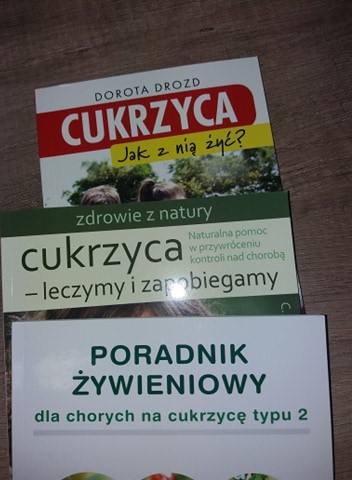 DOROTA DROZD
CUKRZYCA
Jak z nią żyć?
zdrowie z natury
cukrzyca
Naturalna pomoc
w przywróceniu
kontroli nad chorobą
– leczymy i zapobiegamy
PORADNIK
ŻYWIENIOWY
dla chorych na cukrzycę typu 2